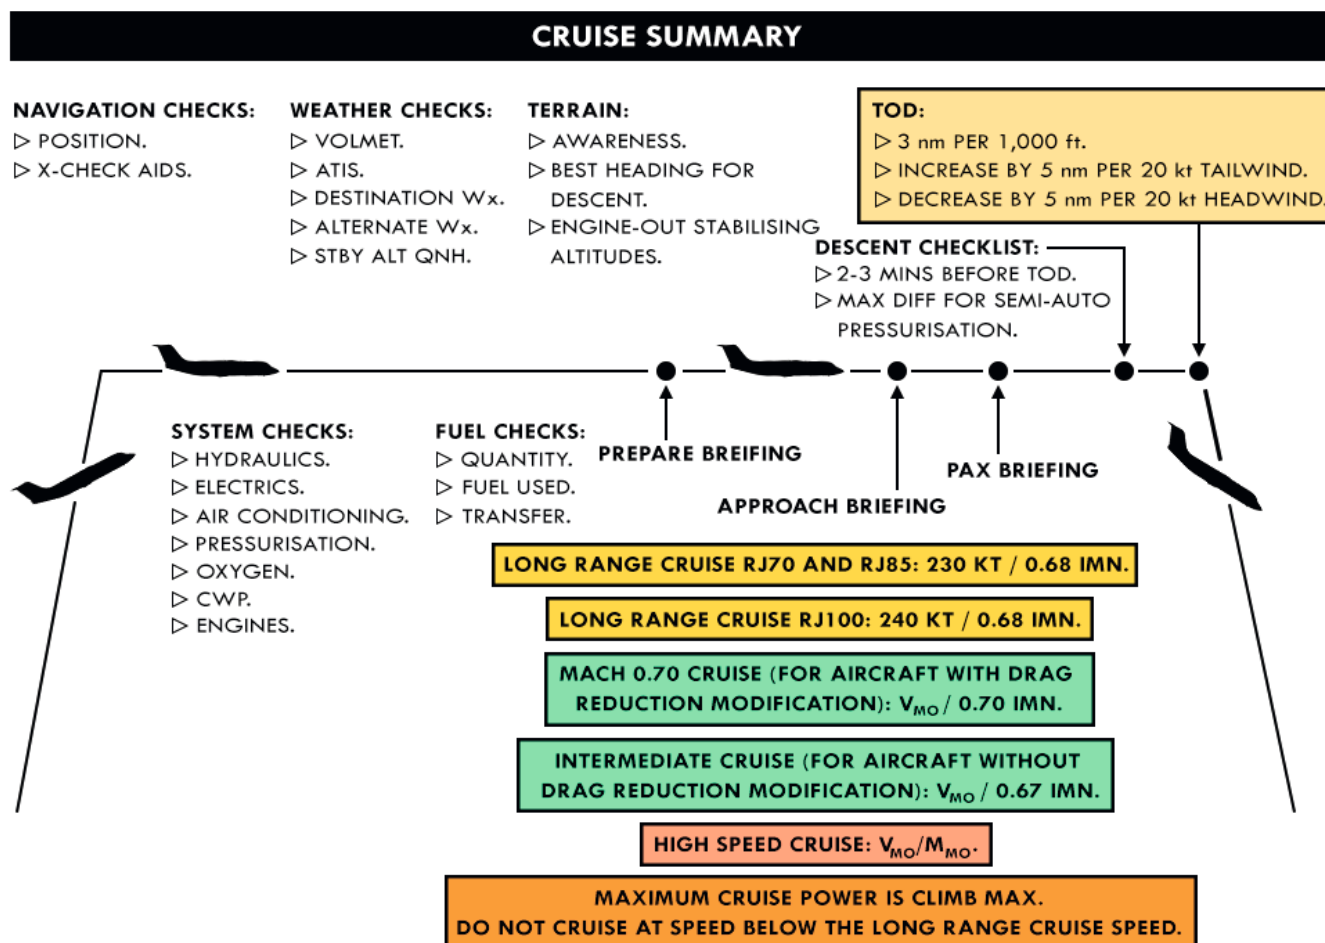 CRUISE SUMMARY
NAVIGATION CHECKS:
▷ POSITION.
▷ X-CHECK AIDS.
WEATHER CHECKS:
▷ VOLMET.
▷ ATIS.
▷ DESTINATION Wx.
▷ ALTERNATE Wx.
▷ STBY ALT QNH.
TERRAIN:
▷ AWARENESS.
▷ BEST HEADING FOR
DESCENT.
▷ ENGINE-OUT STABILISING
ALTITUDES.
TOD:
▷ 3 nm PER 1,000 ft.
▷ INCREASE BY 5 nm PER 20 kt TAILWIND.
▷ DECREASE BY 5 nm PER 20 kt HEADWIND.
DESCENT CHECKLIST:
▷ 2-3 MINS BEFORE TOD.
▷ MAX DIFF FOR SEMI-AUTO
PRESSURISATION.
SYSTEM CHECKS:
▷ HYDRAULICS.
▷ ELECTRICS.
▷ AIR CONDITIONING.
▷ PRESSURISATION.
▷ OXYGEN.
▷ CWP.
▷ ENGINES.
FUEL CHECKS:
▷ QUANTITY.
▷ FUEL USED.
▷ TRANSFER.
PREPARE BREIFING
APPROACH BRIEFING
PAX BRIEFING
LONG RANGE CRUISE RJ70 AND RJ85: 230 KT / 0.68 IMN.
LONG RANGE CRUISE RJ100: 240 KT / 0.68 IMN.
MACH 0.70 CRUISE (FOR AIRCRAFT WITH DRAG
REDUCTION MODIFICATION): VMO / 0.70 IMN.
INTERMEDIATE CRUISE (FOR AIRCRAFT WITHOUT
DRAG REDUCTION MODIFICATION): VMO / 0.67 IMN.
HIGH SPEED CRUISE: VMO/MMO.
MAXIMUM CRUISE POWER IS CLIMB MAX.
DO NOT CRUISE AT SPEED BELOW THE LONG RANGE CRUISE SPEED.